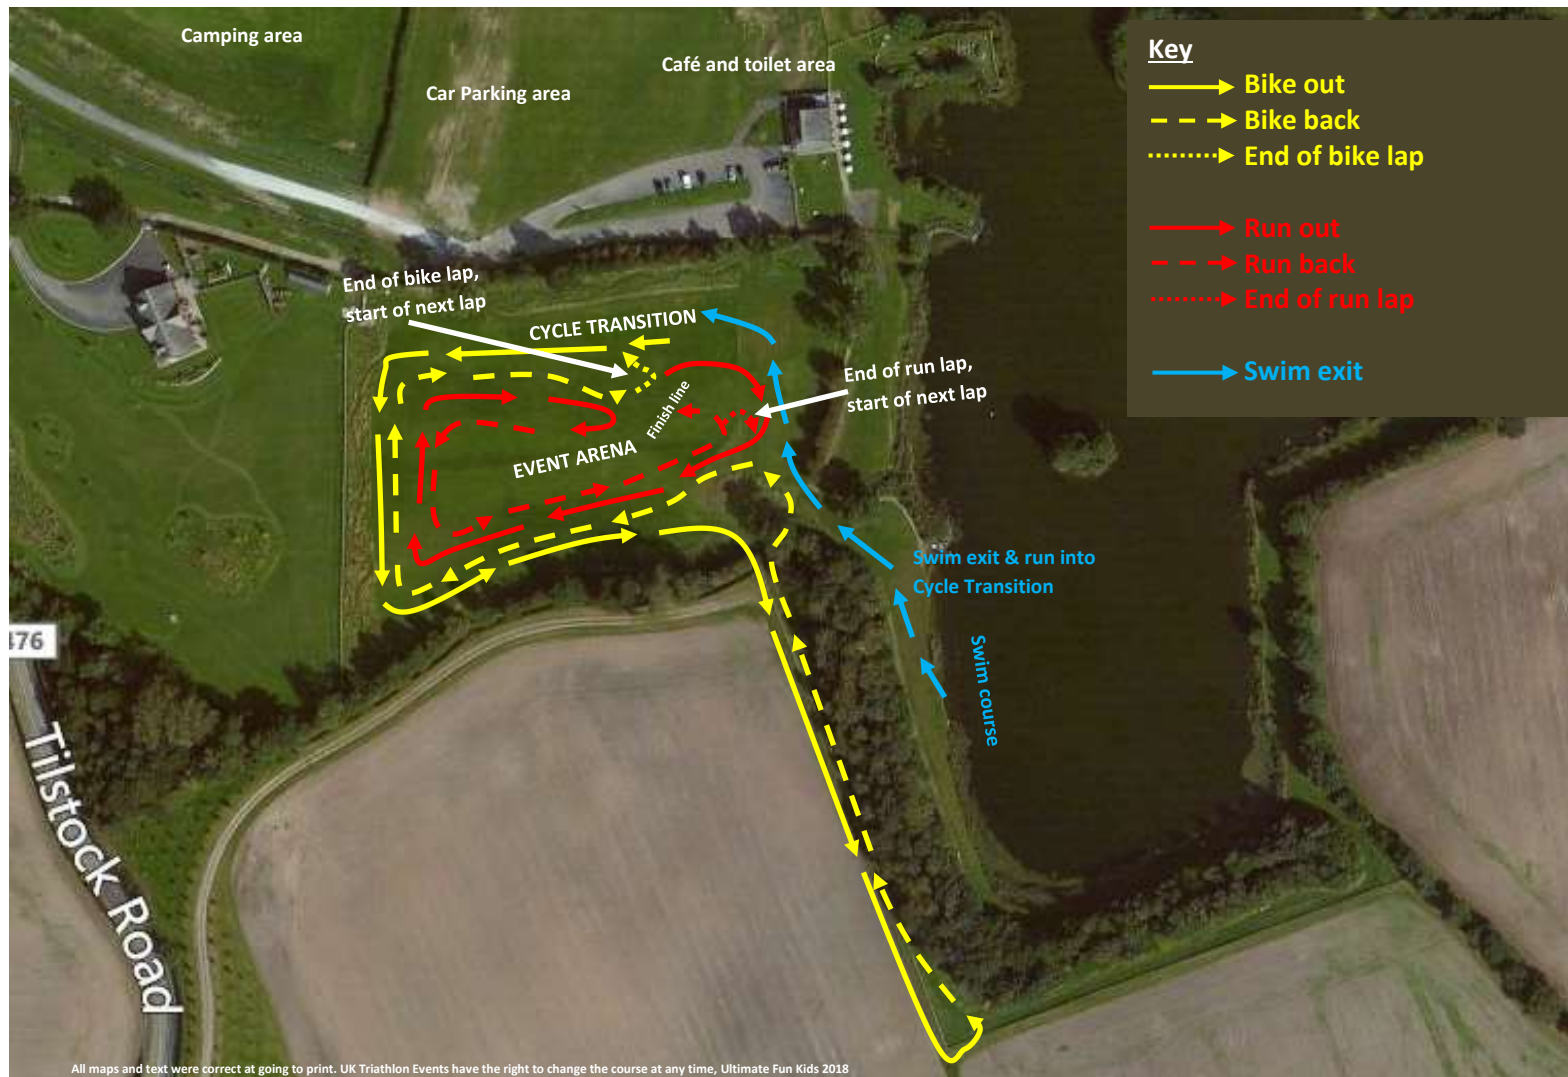 Camping area
Café and toilet area
Car Parking area
Key
Bike out
Bike back
End of bike lap
Run out
Run back
End of run lap
Swim exit
End of bike lap,
start of next lap
CYCLE TRANSITION
End of run lap,
start of next lap
Finish line
EVENT ARENA
Swim exit & run into
Cycle Transition
Swim course
476
Tilstock Road
All maps and text were correct at going to print. UK Triathlon Events have the right to change the course at any time, Ultimate Fun Kids 2018